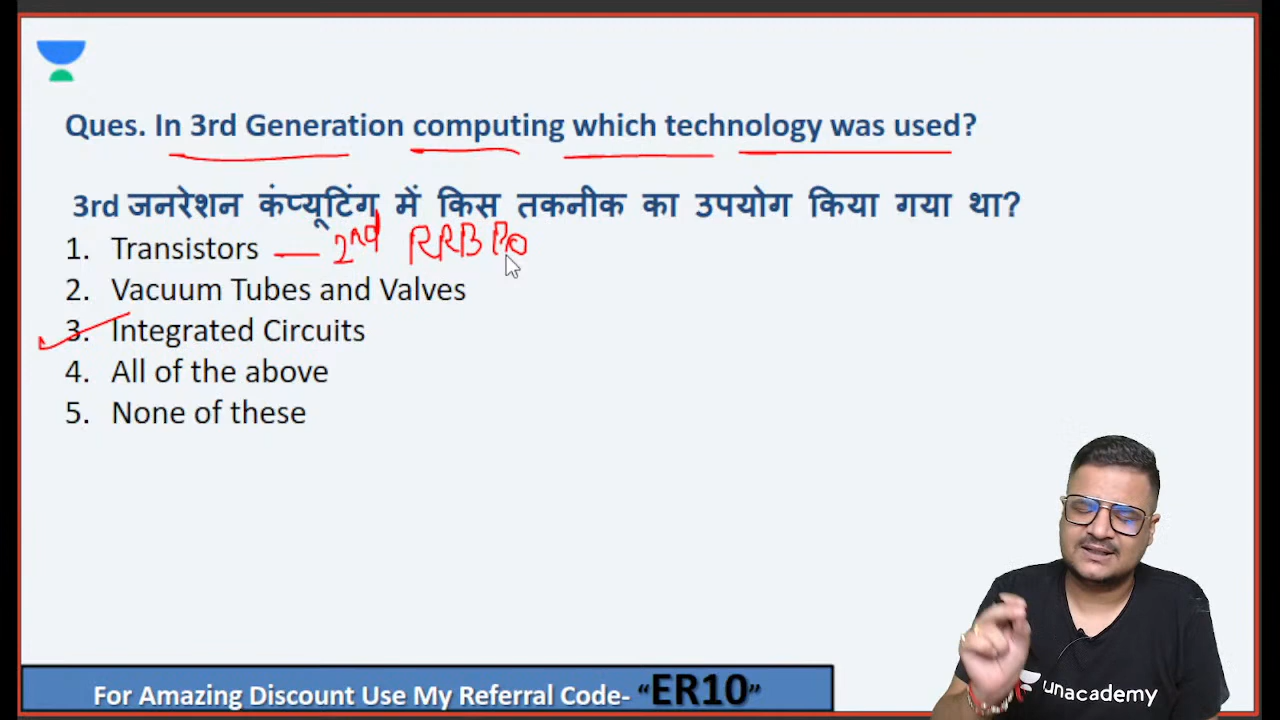 Ques. In 3rd Generation computing which technology was used?
3rd जनरेशन कंप्यूटिंग में किस तकनीक का उपयोग किया गया था?
1. Transistors — 2nd RRB PO
2. Vacuum Tubes and Valves
3. Integrated Circuits
4. All of the above
5. None of these
unacademy
For Amazing Discount Use My Referral Code- “ER10”